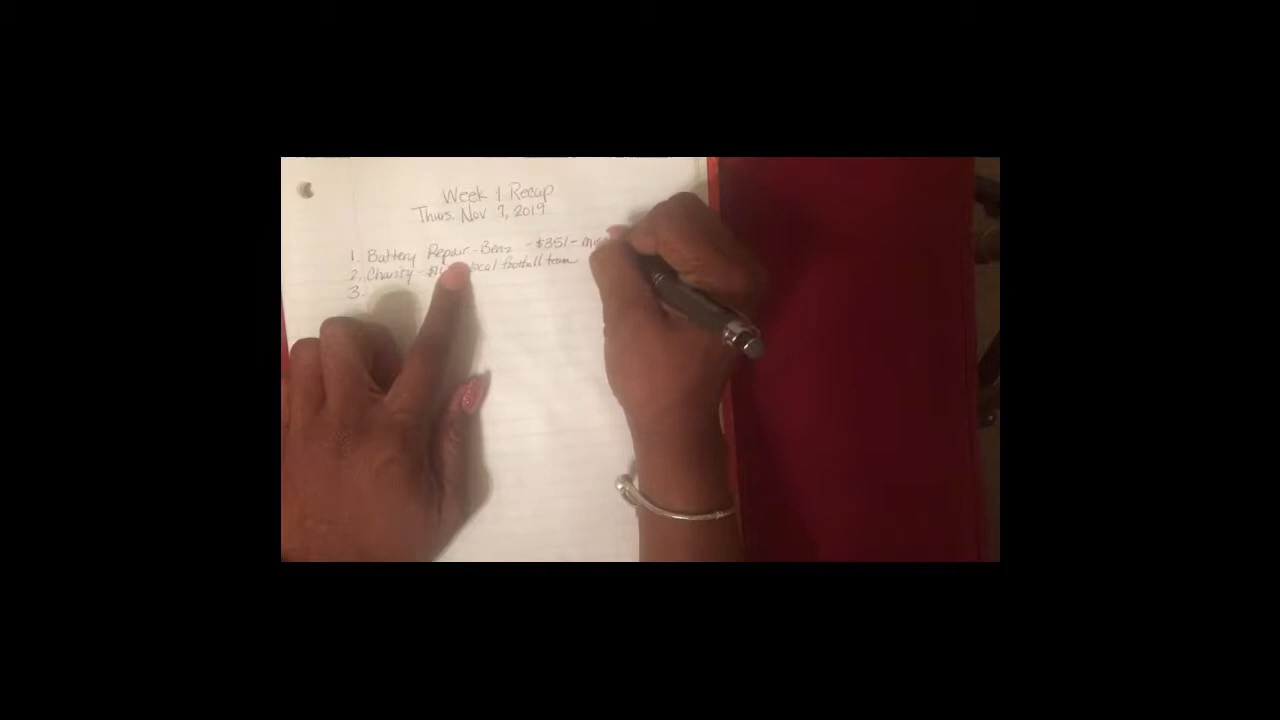 Week 1 Recap
Thurs. Nov 7, 2019
1. Battery Repair - Benz - $351 -
2. Charity - local football team
3.